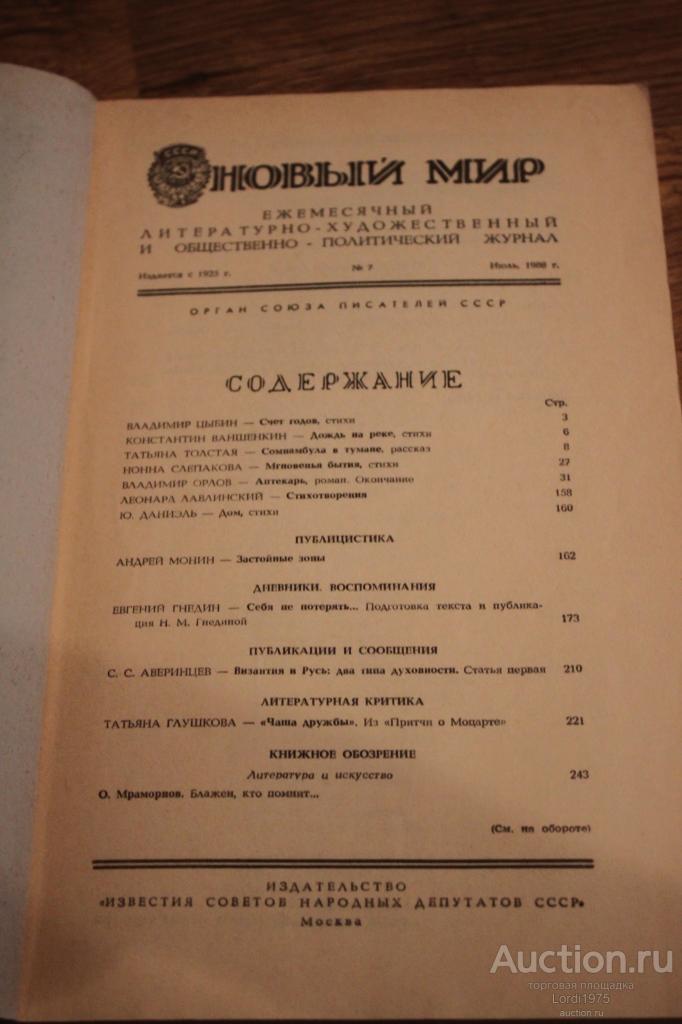 СССР
НОВЫЙ МИР
ЕЖЕМЕСЯЧНЫЙ
ЛИТЕРАТУРНО-ХУДОЖЕСТВЕННЫЙ
И ОБЩЕСТВЕННО - ПОЛИТИЧЕСКИЙ ЖУРНАЛ
Издается с 1925 г. № 7 Июль, 1988 г.
ОРГАН СОЮЗА ПИСАТЕЛЕЙ СССР
СОДЕРЖАНИЕ
Стр.
ВЛАДИМИР ЦЫБИН — Счет годов, стихи 3
КОНСТАНТИН ВАНШЕНКИН — Дождь на реке, стихи 6
ТАТЬЯНА ТОЛСТАЯ — Сомнамбула в тумане, рассказ 8
НОННА СЛЕПАКОВА — Мгновенья бытия, стихи 27
ВЛАДИМИР ОРЛОВ — Аптекарь, роман. Окончание 31
ЛЕОНАРД ЛАВЛИНСКИЙ — Стихотворения 158
Ю. ДАНИЭЛЬ — Дом, стихи 160
ПУБЛИЦИСТИКА
АНДРЕЙ МОНИН — Застойные зоны 162
ДНЕВНИКИ. ВОСПОМИНАНИЯ
ЕВГЕНИЙ ГНЕДИН — Себя не потерять... Подготовка текста и публика-
ция Н. М. Гнединой 173
ПУБЛИКАЦИИ И СООБЩЕНИЯ
С. С. АВЕРИНЦЕВ — Византия и Русь: два типа духовности. Статья первая 210
ЛИТЕРАТУРНАЯ КРИТИКА
ТАТЬЯНА ГЛУШКОВА — «Чаша дружбы». Из «Притчи о Моцарте» 221
КНИЖНОЕ ОБОЗРЕНИЕ
Литература и искусство 243
О. Мраморнов. Блажен, кто помнит...
(См. на обороте)
ИЗДАТЕЛЬСТВО
«ИЗВЕСТИЯ СОВЕТОВ НАРОДНЫХ ДЕПУТАТОВ СССР»
Москва
Auction.ru
торговая площадка
Lordi1975
auction.ru